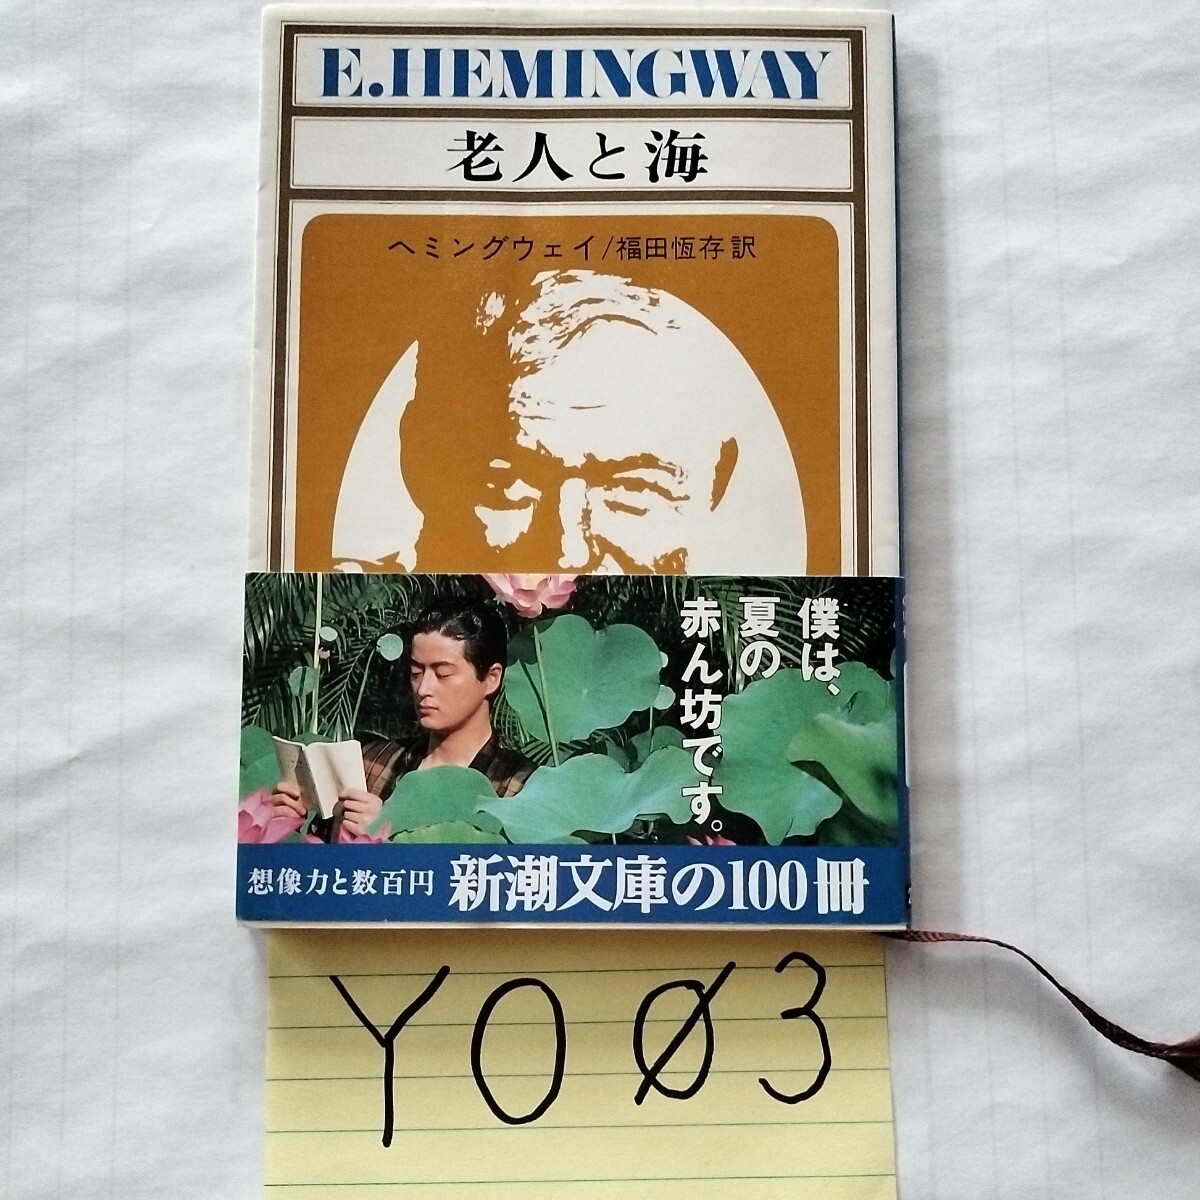 E.HEMINGWAY
老人と海
ヘミングウェイ/福田恆存訳
僕は、
夏の
赤ん坊です。
想像力と数百円 新潮文庫の100冊
YO03